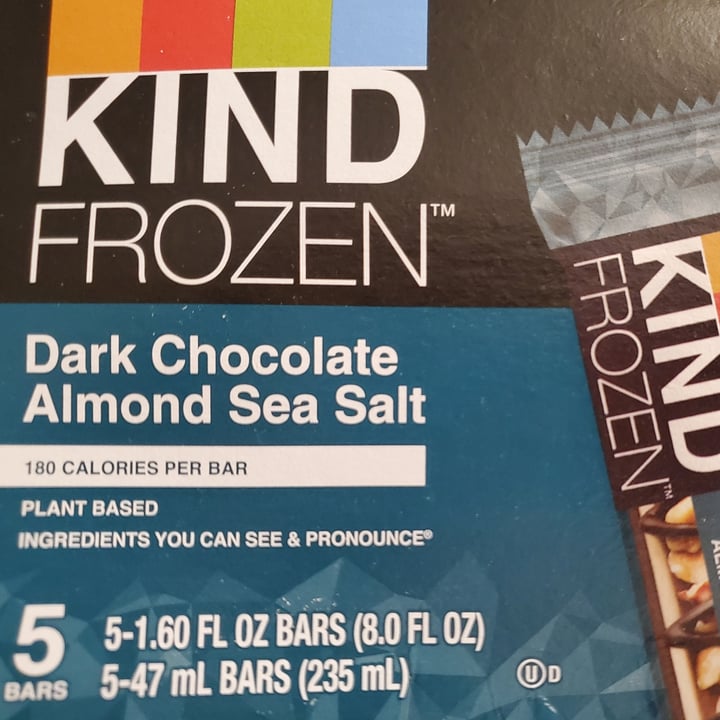 KIND
FROZEN™
Dark Chocolate
Almond Sea Salt
180 CALORIES PER BAR
PLANT BASED
INGREDIENTS YOU CAN SEE & PRONOUNCE®
5
BARS
5-1.60 FL OZ BARS (8.0 FL OZ)
5-47 mL BARS (235 mL)
U D
KIND
FROZEN™